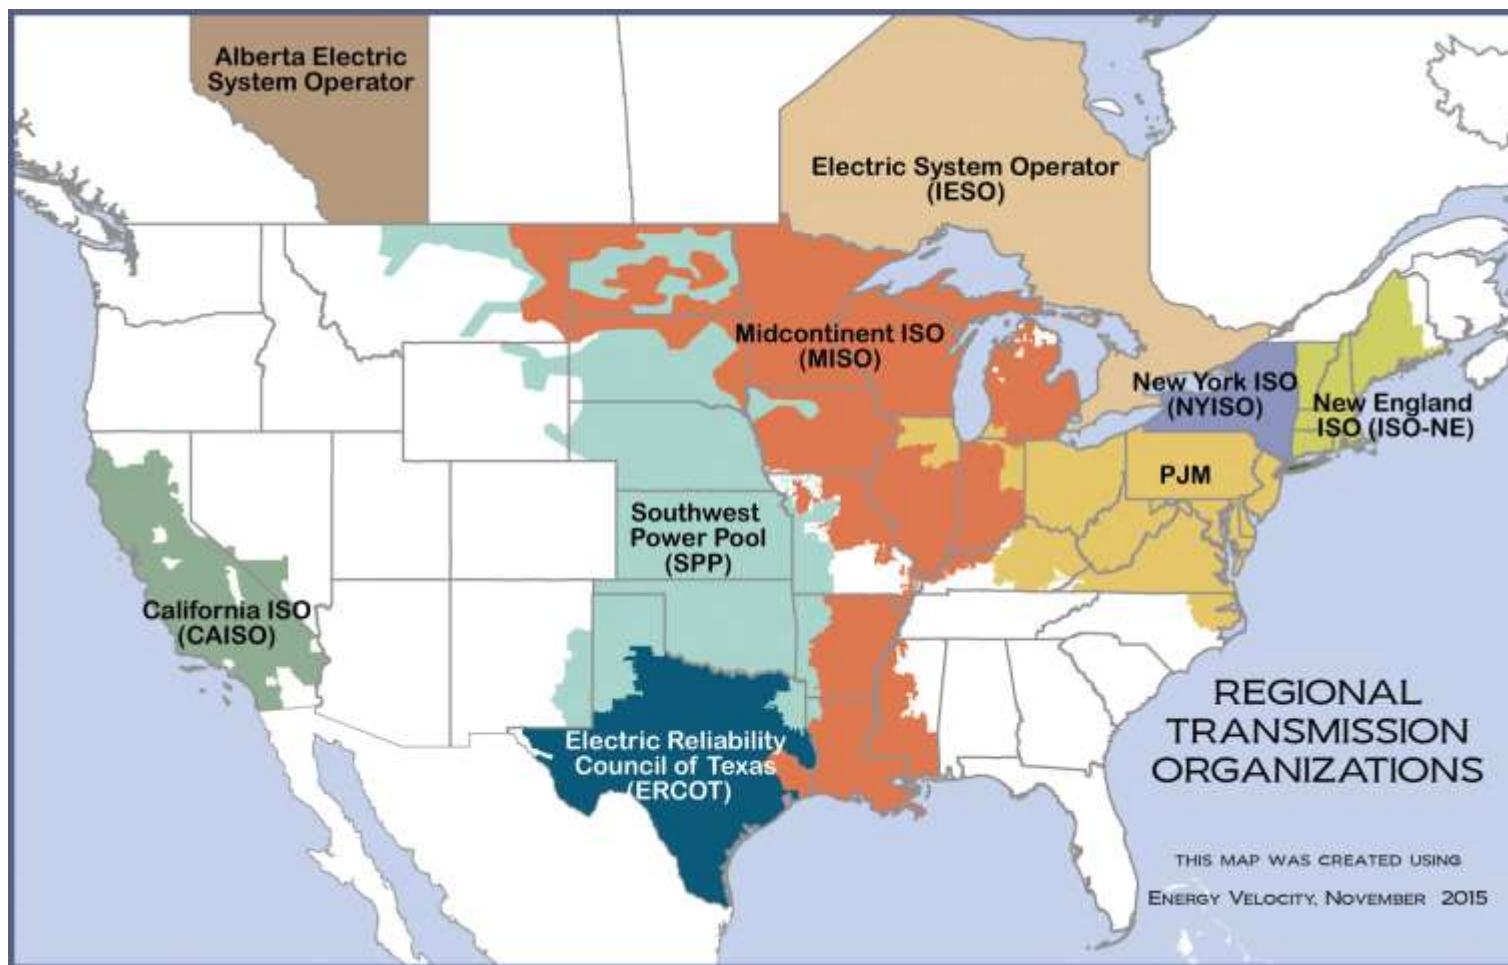 Alberta Electric
System Operator
Electric System Operator
(IESO)
Midcontinent ISO
(MISO)
New York ISO
(NYISO)
New England
ISO (ISO-NE)
PJM
Southwest
Power Pool
(SPP)
California ISO
(CAISO)
Electric Reliability
Council of Texas
(ERCOT)
REGIONAL
TRANSMISSION
ORGANIZATIONS
THIS MAP WAS CREATED USING
ENERGY VELOCITY, NOVEMBER 2015